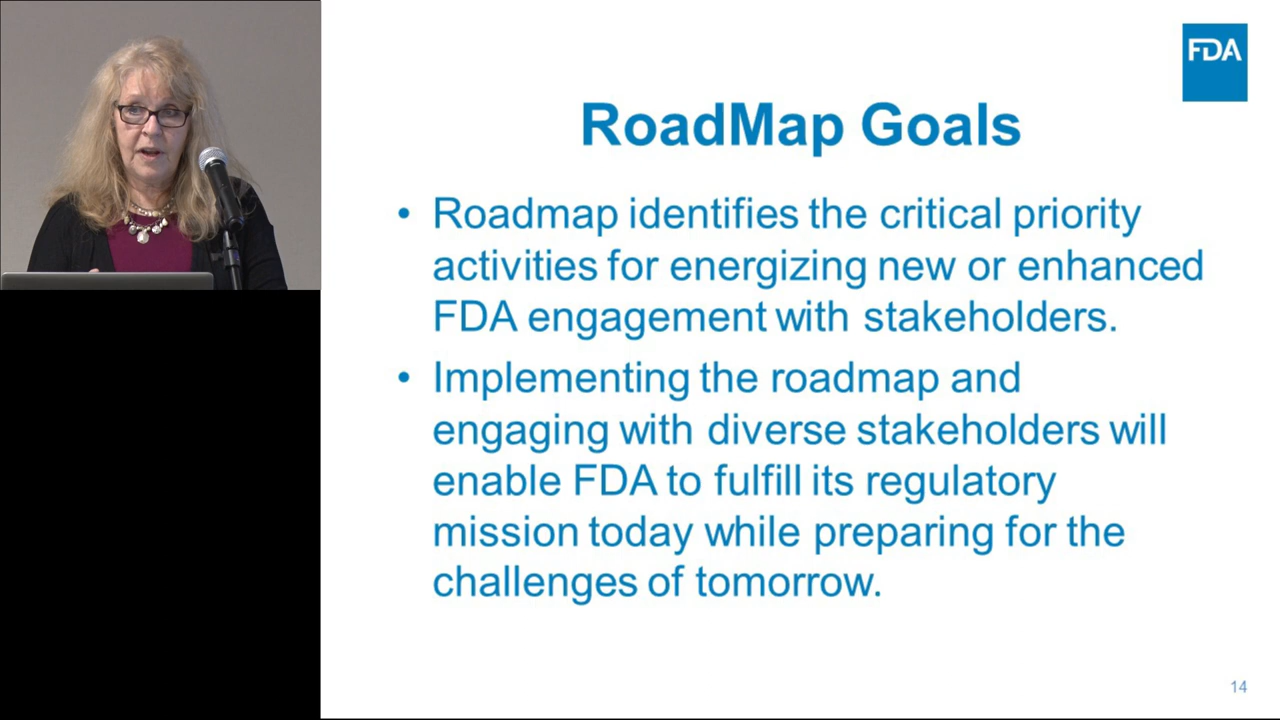 FDA
RoadMap Goals
• Roadmap identifies the critical priority
activities for energizing new or enhanced
FDA engagement with stakeholders.
• Implementing the roadmap and
engaging with diverse stakeholders will
enable FDA to fulfill its regulatory
mission today while preparing for the
challenges of tomorrow.
14